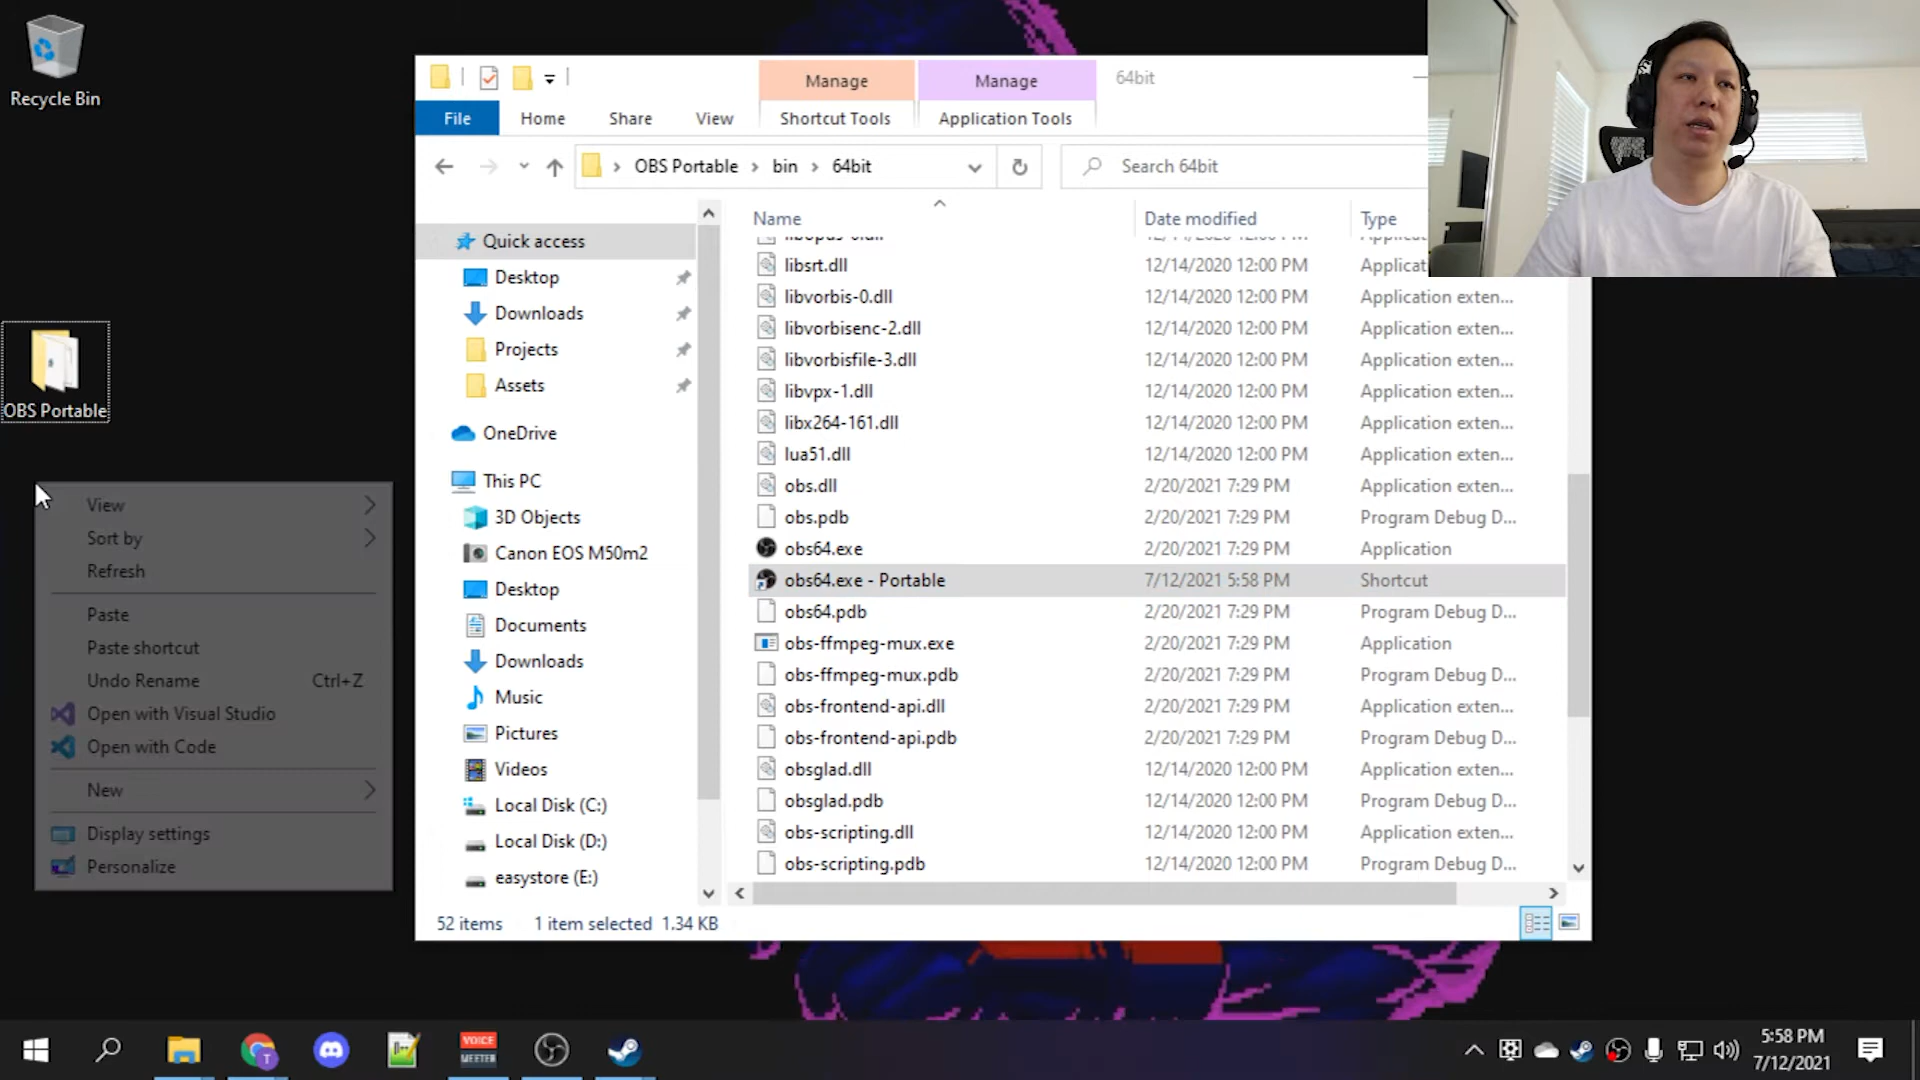 Recycle Bin
OBS Portable
View
Sort by
Refresh
Paste
Paste shortcut
Undo Rename Ctrl+Z
Open with Visual Studio
Open with Code
New
Display settings
Personalize
Manage Manage 64bit
File Home Share View Shortcut Tools Application Tools
OBS Portable bin 64bit
Search 64bit
Quick access
Desktop
Downloads
Projects
Assets
OneDrive
This PC
3D Objects
Canon EOS M50m2
Desktop
Documents
Downloads
Music
Pictures
Videos
Local Disk (C:)
Local Disk (D:)
easystore (E:)
Name Date modified Type
libsrt.dll 12/14/2020 12:00 PM Application exten...
libvorbis-0.dll 12/14/2020 12:00 PM Application exten...
libvorbisenc-2.dll 12/14/2020 12:00 PM Application exten...
libvorbisfile-3.dll 12/14/2020 12:00 PM Application exten...
libvpx-1.dll 12/14/2020 12:00 PM Application exten...
libx264-161.dll 12/14/2020 12:00 PM Application exten...
lua51.dll 12/14/2020 12:00 PM Application exten...
obs.dll 2/20/2021 7:29 PM Application exten...
obs.pdb 2/20/2021 7:29 PM Program Debug D...
obs64.exe 2/20/2021 7:29 PM Application
obs64.exe - Portable 7/12/2021 5:58 PM Shortcut
obs64.pdb 2/20/2021 7:29 PM Program Debug D...
obs-ffmpeg-mux.exe 2/20/2021 7:29 PM Application
obs-ffmpeg-mux.pdb 2/20/2021 7:29 PM Program Debug D...
obs-frontend-api.dll 2/20/2021 7:29 PM Application exten...
obs-frontend-api.pdb 2/20/2021 7:29 PM Program Debug D...
obsglad.dll 12/14/2020 12:00 PM Application exten...
obsglad.pdb 12/14/2020 12:00 PM Program Debug D...
obs-scripting.dll 12/14/2020 12:00 PM Application exten...
obs-scripting.pdb 12/14/2020 12:00 PM Program Debug D...
52 items 1 item selected 1.34 KB
VOICE
MEETER
T
5:58 PM
7/12/2021